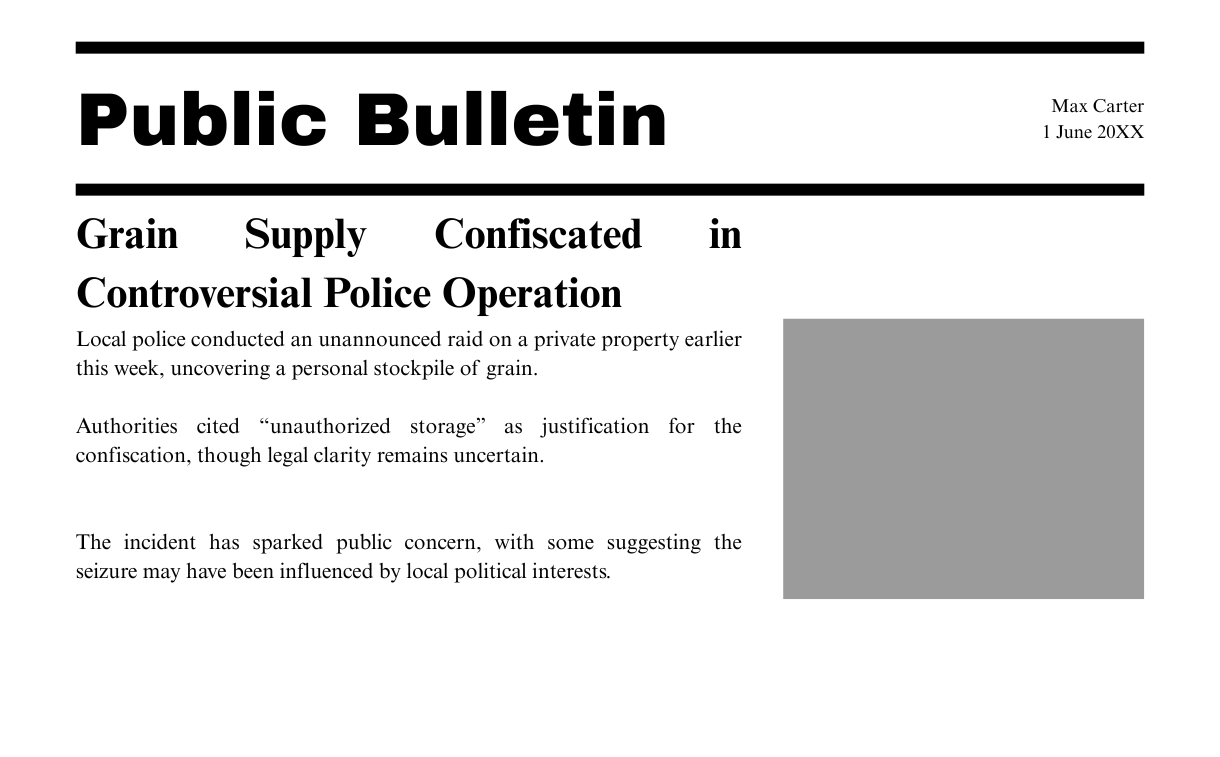 Public Bulletin
Max Carter
1 June 20XX
Grain Supply Confiscated in
Controversial Police Operation
Local police conducted an unannounced raid on a private property earlier
this week, uncovering a personal stockpile of grain.
Authorities cited “unauthorized storage” as justification for the
confiscation, though legal clarity remains uncertain.
The incident has sparked public concern, with some suggesting the
seizure may have been influenced by local political interests.